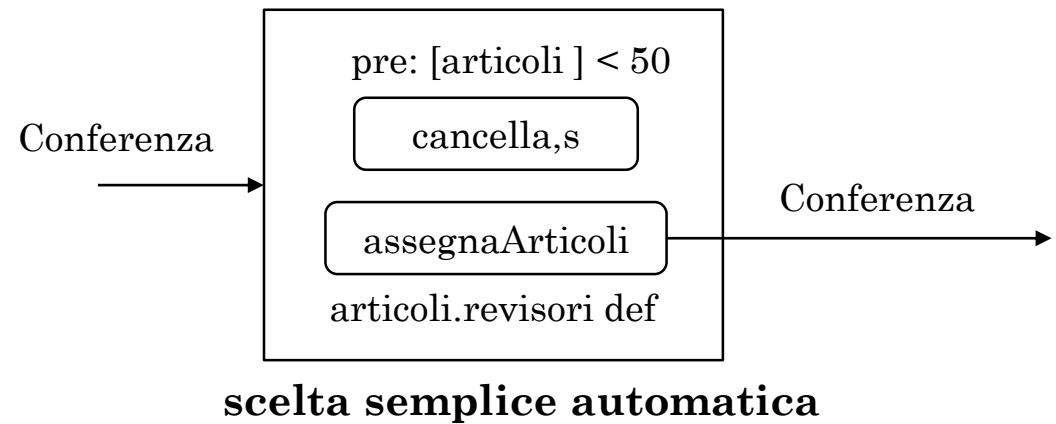 pre: [articoli ] < 50
Conferenza
cancella,s
Conferenza
assegnaArticoli
articoli.revisori def
scelta semplice automatica